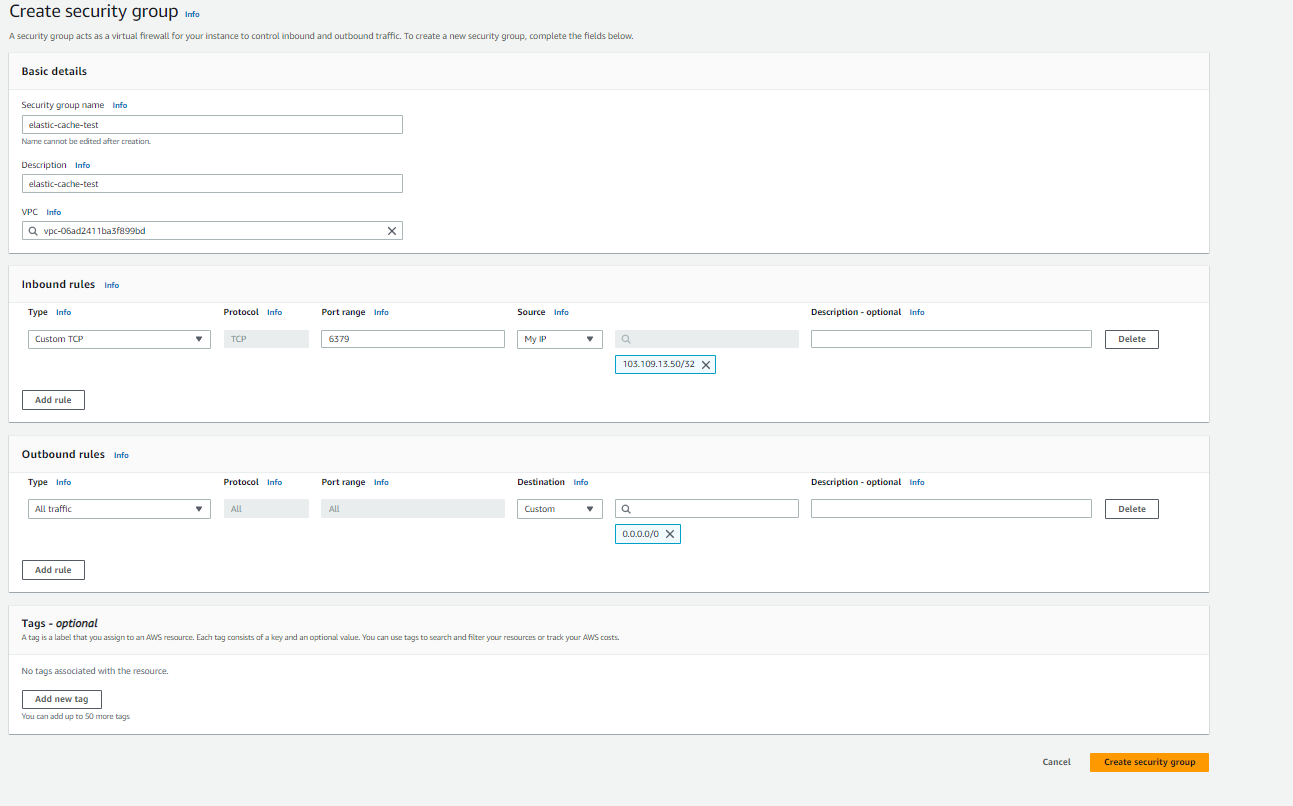 Create security group Info
A security group acts as a virtual firewall for your instance to control inbound and outbound traffic. To create a new security group, complete the fields below.
Basic details
Security group name Info
elastic-cache-test
Name cannot be edited after creation.
Description Info
elastic-cache-test
VPC Info
vpc-06ad2411ba3f899bd
Inbound rules Info
Type Info Protocol Info Port range Info Source Info Description - optional Info
Custom TCP TCP 6379 My IP Delete
103.109.13.50/32
Add rule
Outbound rules Info
Type Info Protocol Info Port range Info Destination Info Description - optional Info
All traffic All All Custom Delete
0.0.0.0/0
Add rule
Tags - optional
A tag is a label that you assign to an AWS resource. Each tag consists of a key and an optional value. You can use tags to search and filter your resources or track your AWS costs.
No tags associated with the resource.
Add new tag
You can add up to 50 more tags
Cancel Create security group